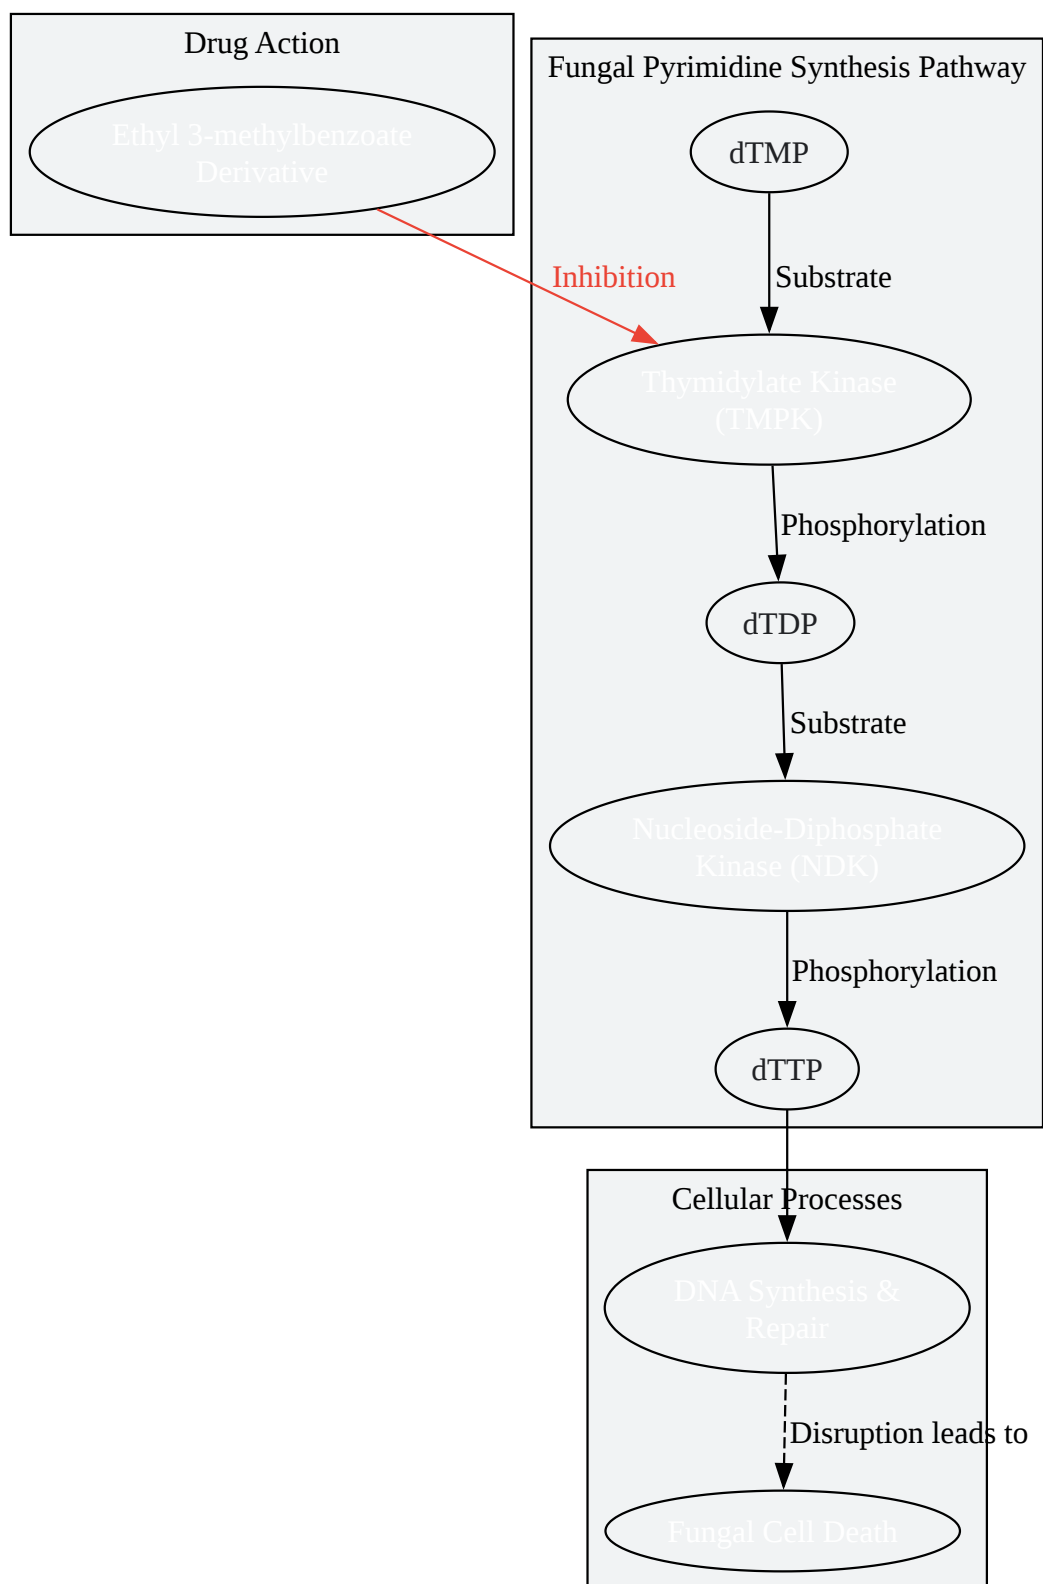 Drug Action
Ethyl 3-methylbenzoate
Derivative
Fungal Pyrimidine Synthesis Pathway
dTMP
Inhibition
Substrate
Thymidylate Kinase
(TMPK)
Phosphorylation
dTDP
Substrate
Nucleoside-Diphosphate
Kinase (NDK)
Phosphorylation
dTTP
Cellular Processes
DNA Synthesis &
Repair
Disruption leads to
Fungal Cell Death